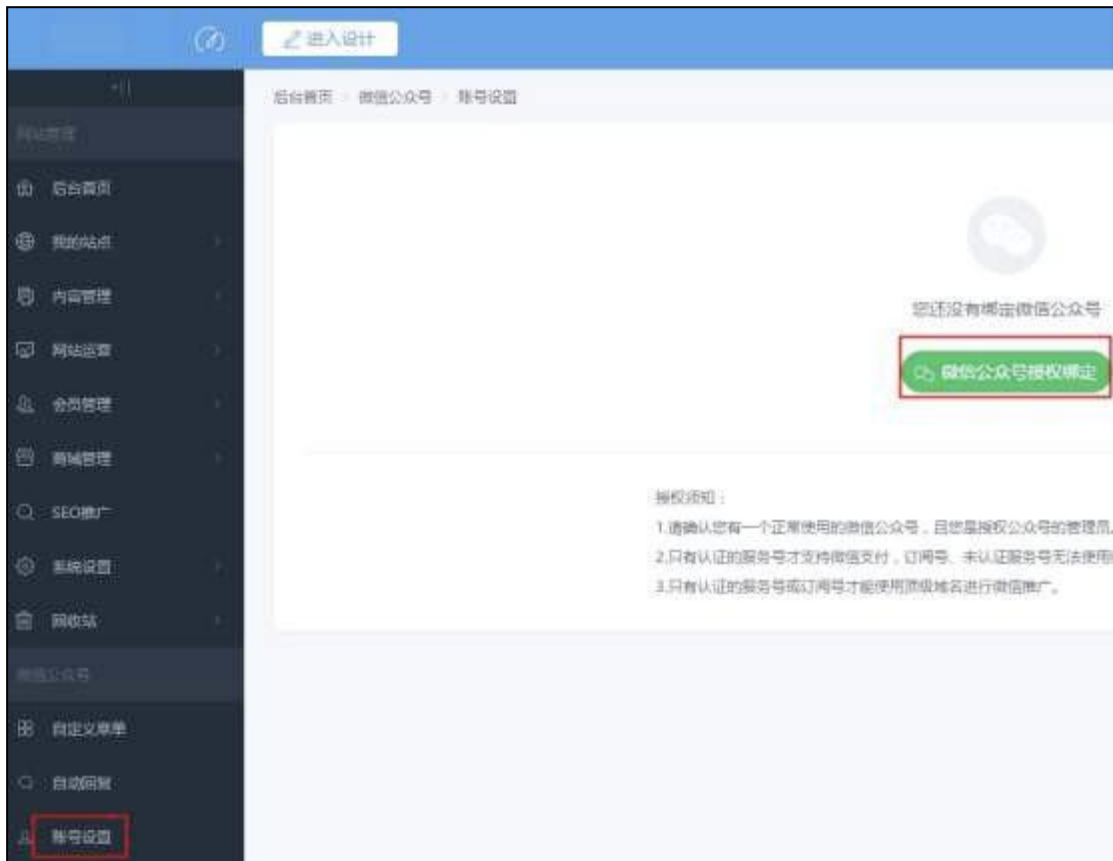 进入设计
后台首页 > 微信公众号 > 账号设置
网站管理
后台首页
我的站点
内容管理
网站运营
会员管理
商城管理
SEO推广
系统设置
回收站
微信公众号
自定义菜单
自动回复
账号设置
您还没有绑定微信公众号
微信公众号授权绑定
授权须知：
1.请确认您有一个正常使用的微信公众号，且您是授权公众号的管理员。
2.只有认证的服务号才支持微信支付，订阅号、未认证服务号无法使用
3.只有认证的服务号或订阅号才能使用顶级域名进行微信推广。